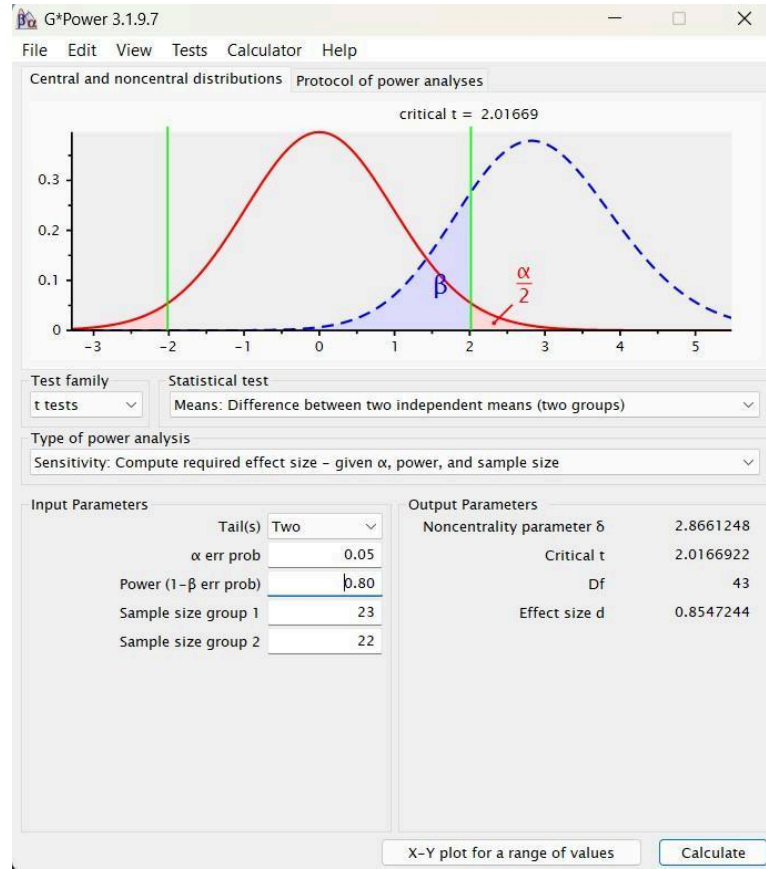 βα G*Power 3.1.9.7
File Edit View Tests Calculator Help
Central and noncentral distributions Protocol of power analyses
critical t = 2.01669
0.3
0.2
0.1
0
β
α
2
-3 -2 -1 0 1 2 3 4 5
Test family Statistical test
t tests Means: Difference between two independent means (two groups)
Type of power analysis
Sensitivity: Compute required effect size – given α, power, and sample size
Input Parameters Output Parameters
Tail(s) Two Noncentrality parameter δ 2.8661248
α err prob 0.05 Critical t 2.0166922
Power (1-β err prob) 0.80 Df 43
Sample size group 1 23 Effect size d 0.8547244
Sample size group 2 22
X-Y plot for a range of values Calculate